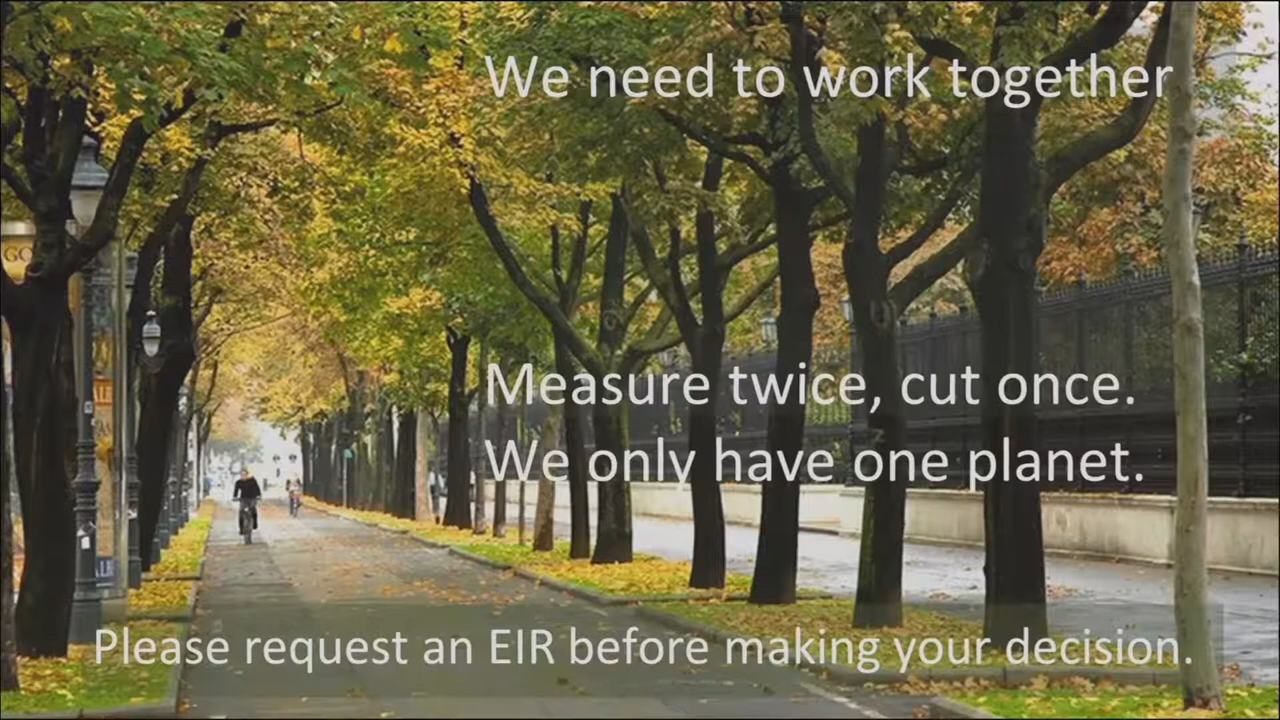 We need to work together
GO
Measure twice, cut once.
We only have one planet.
Please request an EIR before making your decision.